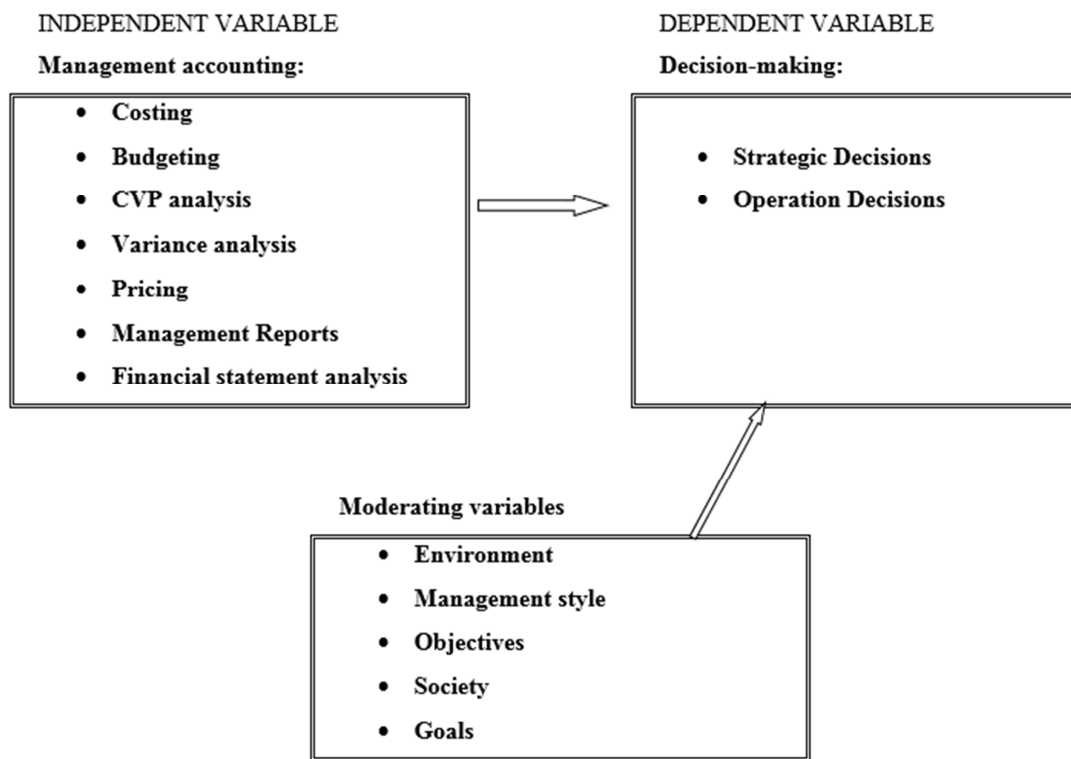 INDEPENDENT VARIABLE
Management accounting:
• Costing
• Budgeting
• CVP analysis
• Variance analysis
• Pricing
• Management Reports
• Financial statement analysis
DEPENDENT VARIABLE
Decision-making:
• Strategic Decisions
• Operation Decisions
Moderating variables
• Environment
• Management style
• Objectives
• Society
• Goals